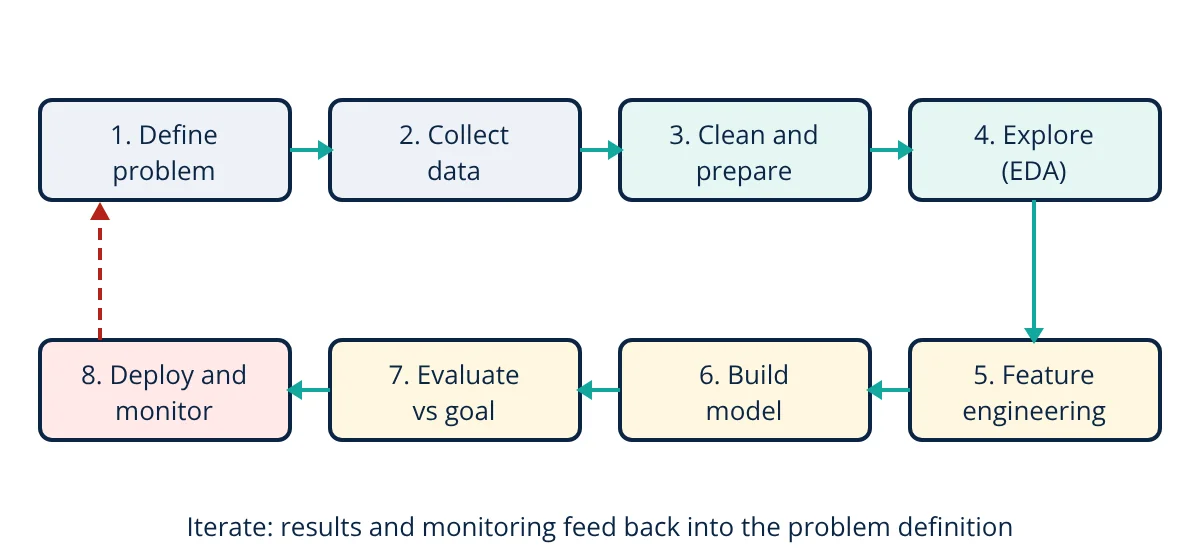 1. Define
problem
2. Collect
data
3. Clean and
prepare
4. Explore
(EDA)
5. Feature
engineering
6. Build
model
7. Evaluate
vs goal
8. Deploy and
monitor
Iterate: results and monitoring feed back into the problem definition